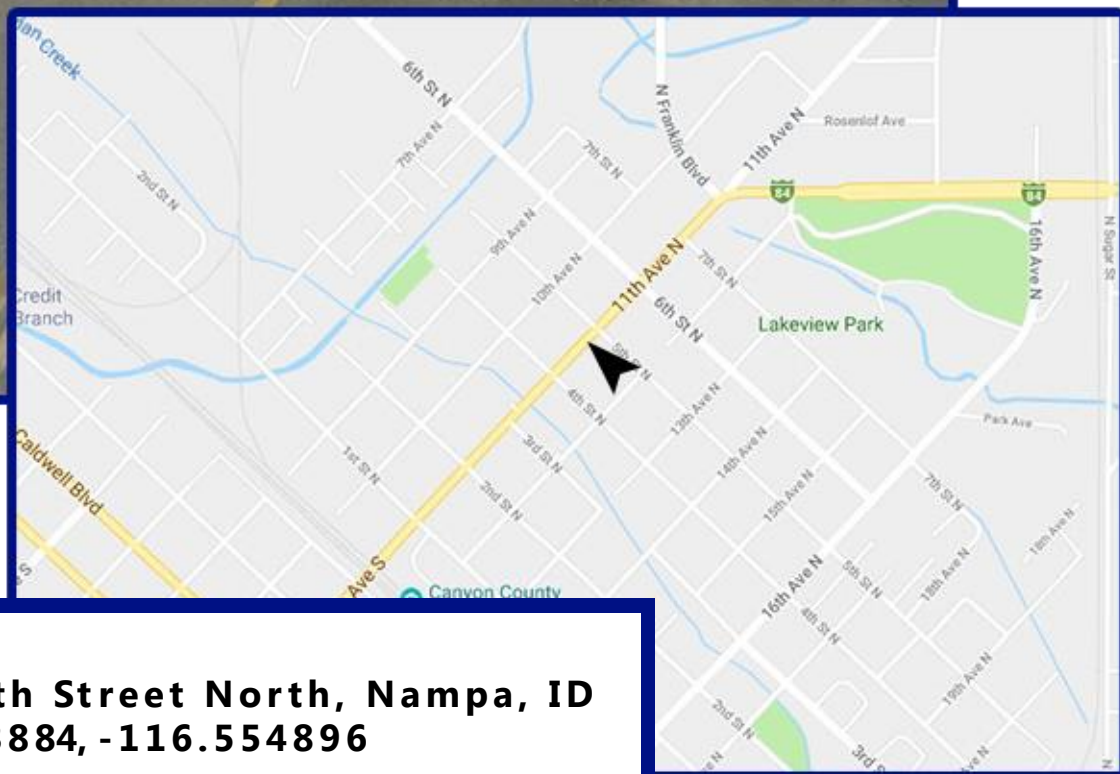 6th St N
N Franklin Blvd
11th Ave N
Rosenlof Ave
7th Ave N
7th St N
2nd St N
84
84
16th Ave N
N Sugar St
9th Ave N
10th Ave N
11th Ave N
7th St N
6th St N
Lakeview Park
Credit
Branch
5th St N
4th St N
13th Ave N
Park Ave
Caldwell Blvd
1st St N
3rd St N
14th Ave N
2nd St N
15th Ave N
7th St N
18th Ave N
Ave S
Canyon County
16th Ave N
5th St N
18th Ave N
4th St N
19th Ave N
2nd St N
3rd S
th Street North, Nampa, ID
884, -116.554896